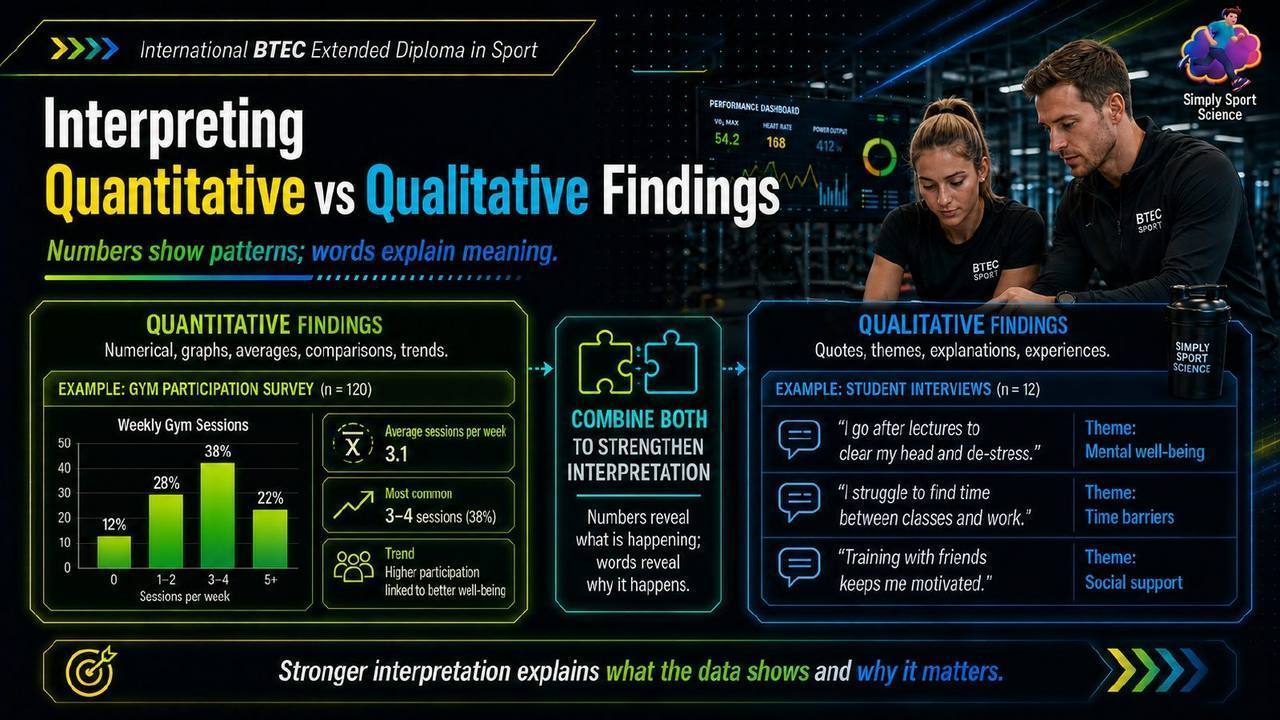 International BTEC Extended Diploma in Sport
Simply Sport
Science
Interpreting
Quantitative vs Qualitative Findings
Numbers show patterns; words explain meaning.
PERFORMANCE DASHBOARD
VO₂ MAX
HEART RATE
POWER OUTPUT
54.2
168
412 w
BTEC
SPORT
BTEC
SPORT
SIMPLY
SPORT
SCIENCE
QUANTITATIVE FINDINGS
Numerical, graphs, averages, comparisons, trends.
EXAMPLE: GYM PARTICIPATION SURVEY (n = 120)
Weekly Gym Sessions
50
40
30
20
10
0
12%
28%
38%
22%
0
1–2
3–4
5+
Sessions per week
X̄
Average sessions per week
3.1
Most common
3–4 sessions (38%)
Trend
Higher participation
linked to better well-being
COMBINE BOTH
TO STRENGTHEN
INTERPRETATION
Numbers reveal
what is happening;
words reveal
why it happens.
QUALITATIVE FINDINGS
Quotes, themes, explanations, experiences.
EXAMPLE: STUDENT INTERVIEWS (n = 12)
“I go after lectures to
clear my head and de-stress.”
Theme:
Mental well-being
“I struggle to find time
between classes and work.”
Theme:
Time barriers
“Training with friends
keeps me motivated.”
Theme:
Social support
Stronger interpretation explains what the data shows and why it matters.